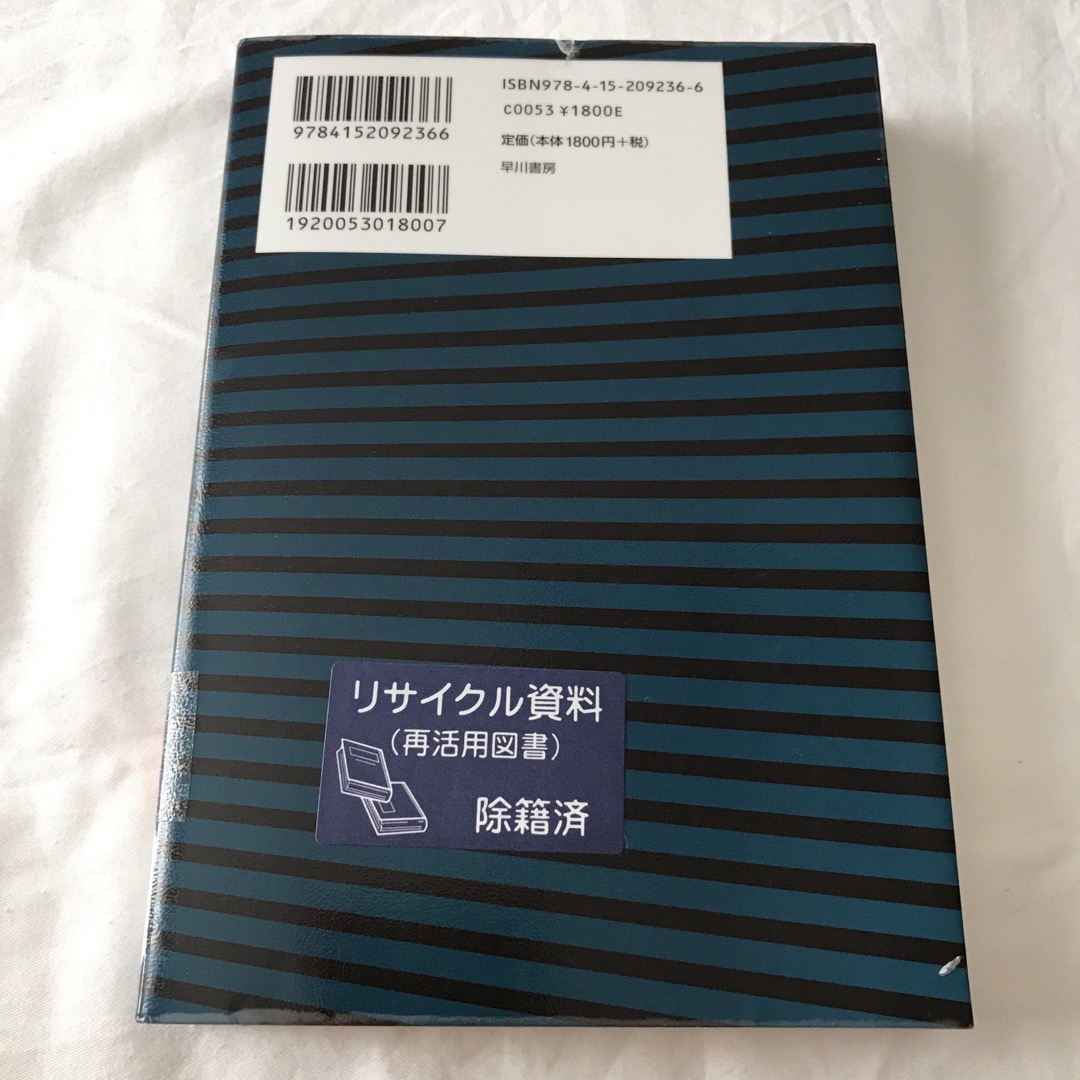 ISBN978-4-15-209236-6
C0053 ¥1800E
定価(本体1800円+税)
早川書房
9784152092366
1920053018007
リサイクル資料
(再活用図書)
除籍済